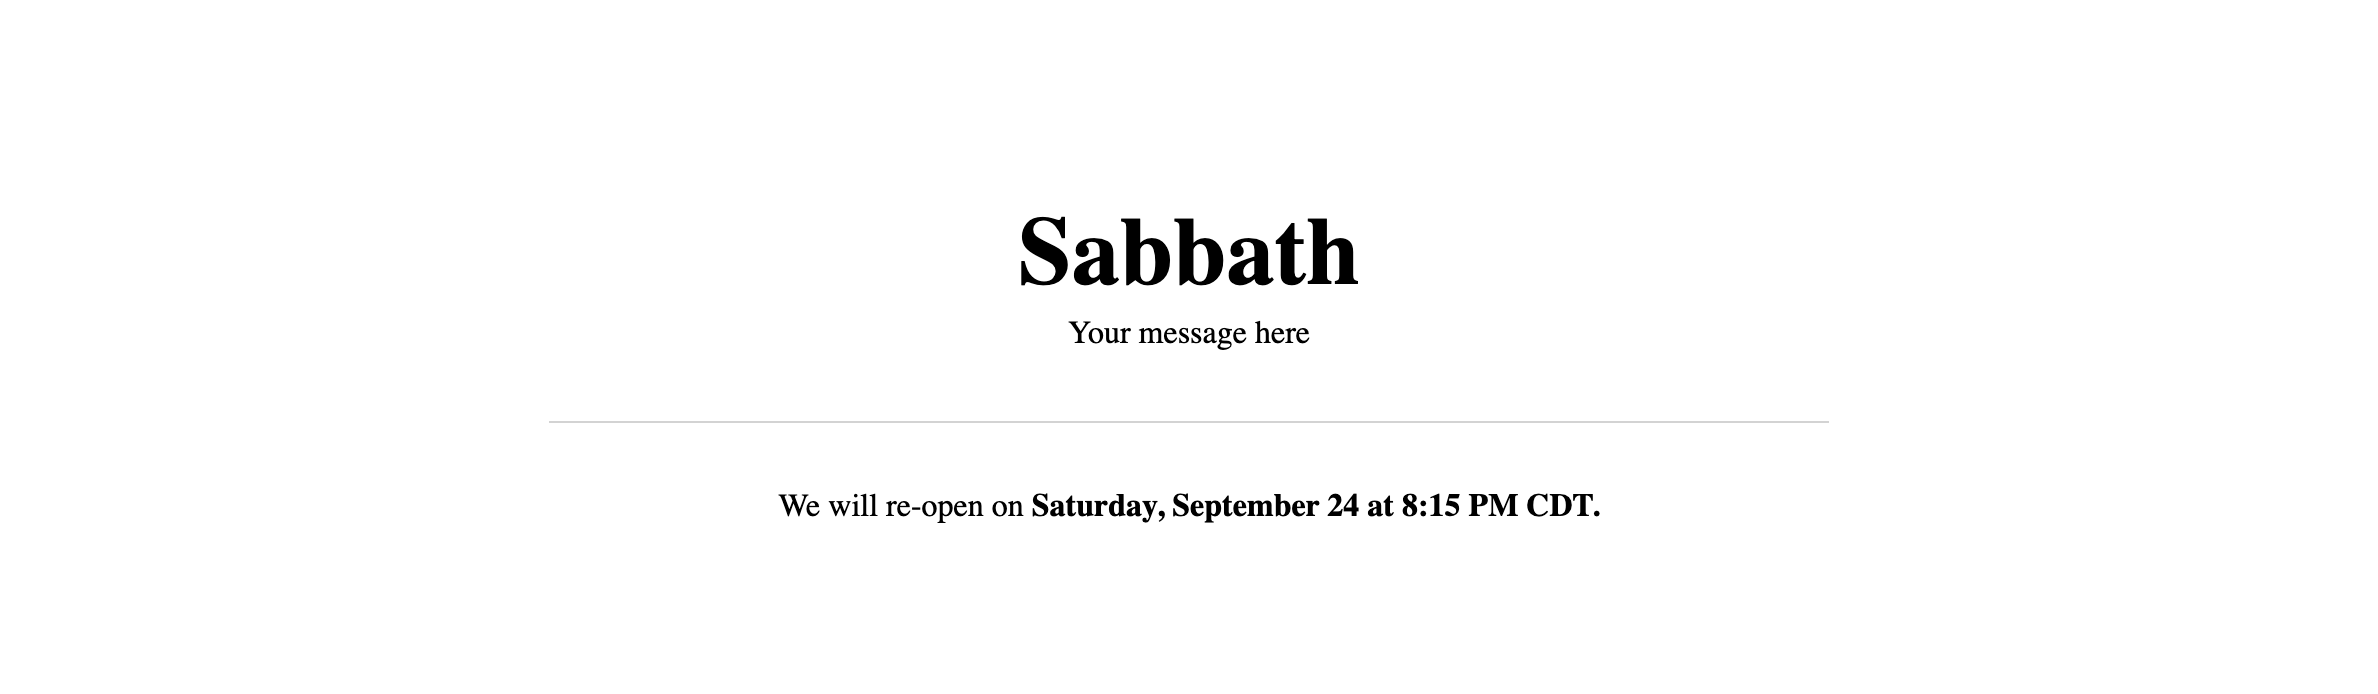 Sabbath
Your message here
We will re-open on Saturday, September 24 at 8:15 PM CDT.